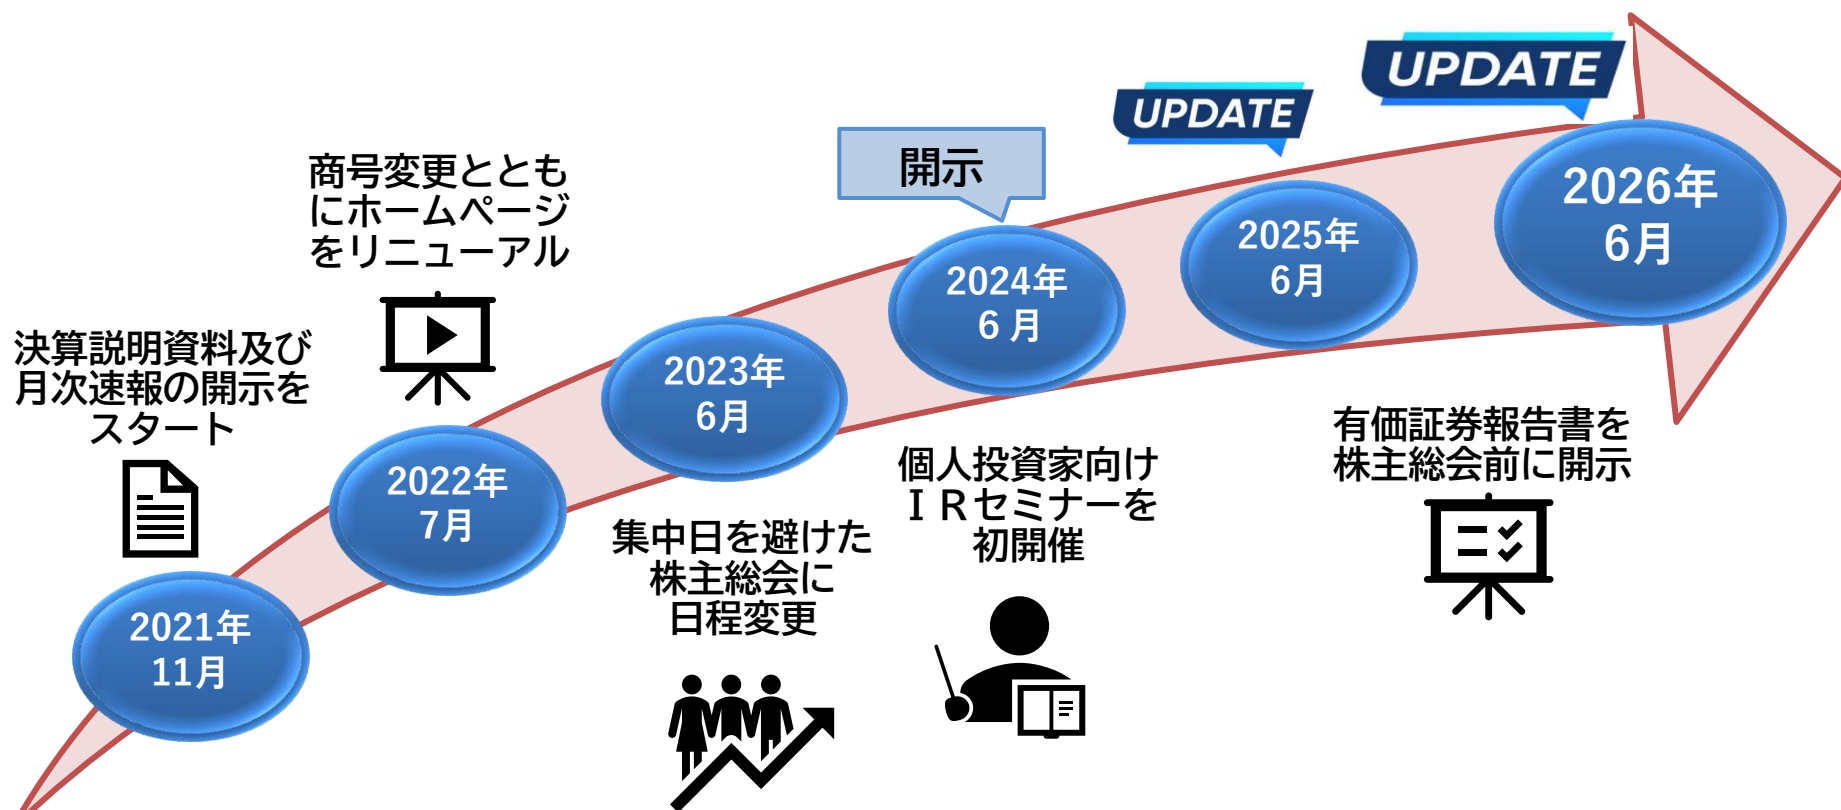 決算説明資料及び
月次速報の開示を
スタート
2021年
11月
商号変更ととも
にホームページ
をリニューアル
2022年
7月
2023年
6月
集中日を避けた
株主総会に
日程変更
開示
2024年
６月
個人投資家向け
ＩＲセミナーを
初開催
UPDATE
2025年
6月
UPDATE
2026年
6月
有価証券報告書を
株主総会前に開示